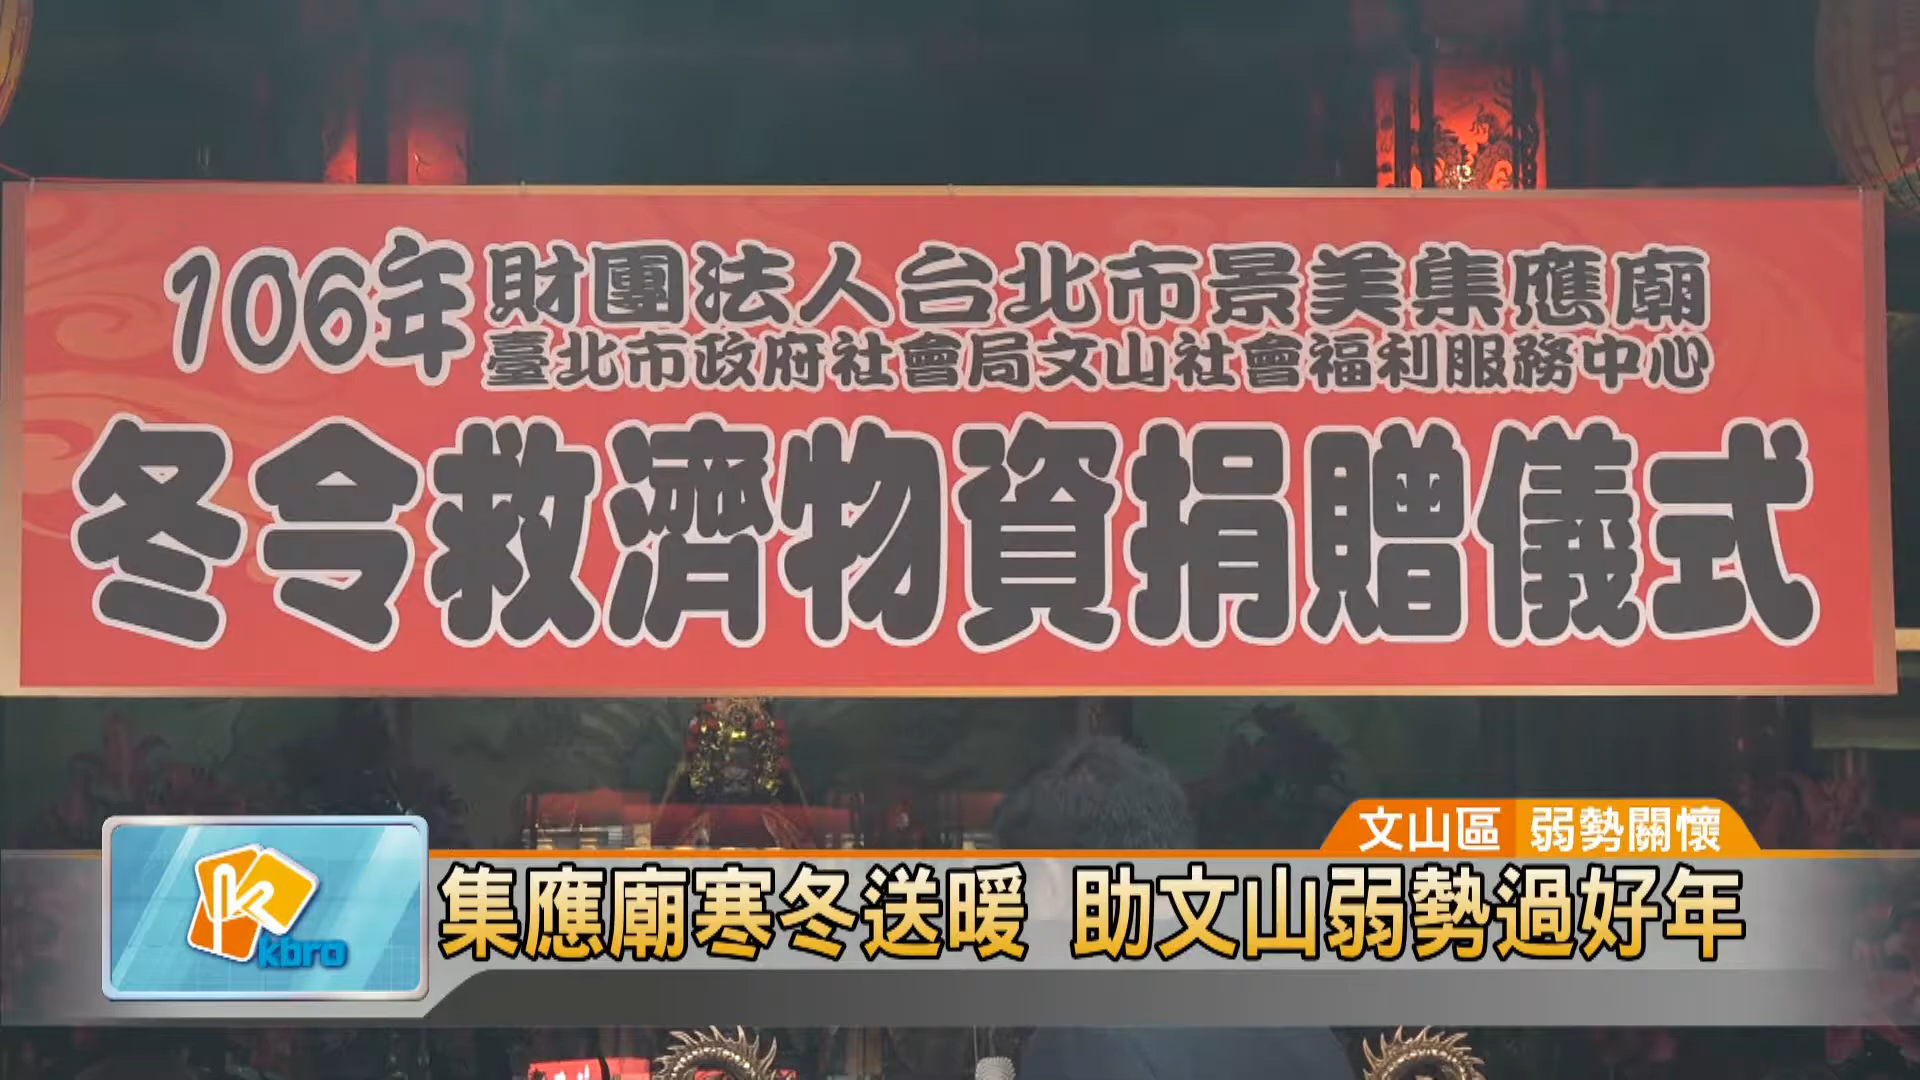 106年財團法人台北市景美集應廟
臺北市政府社會局文山社會福利服務中心
冬令救濟物資捐贈儀式
文山區 弱勢關懷
集應廟寒冬送暖 助文山弱勢過好年
kbro